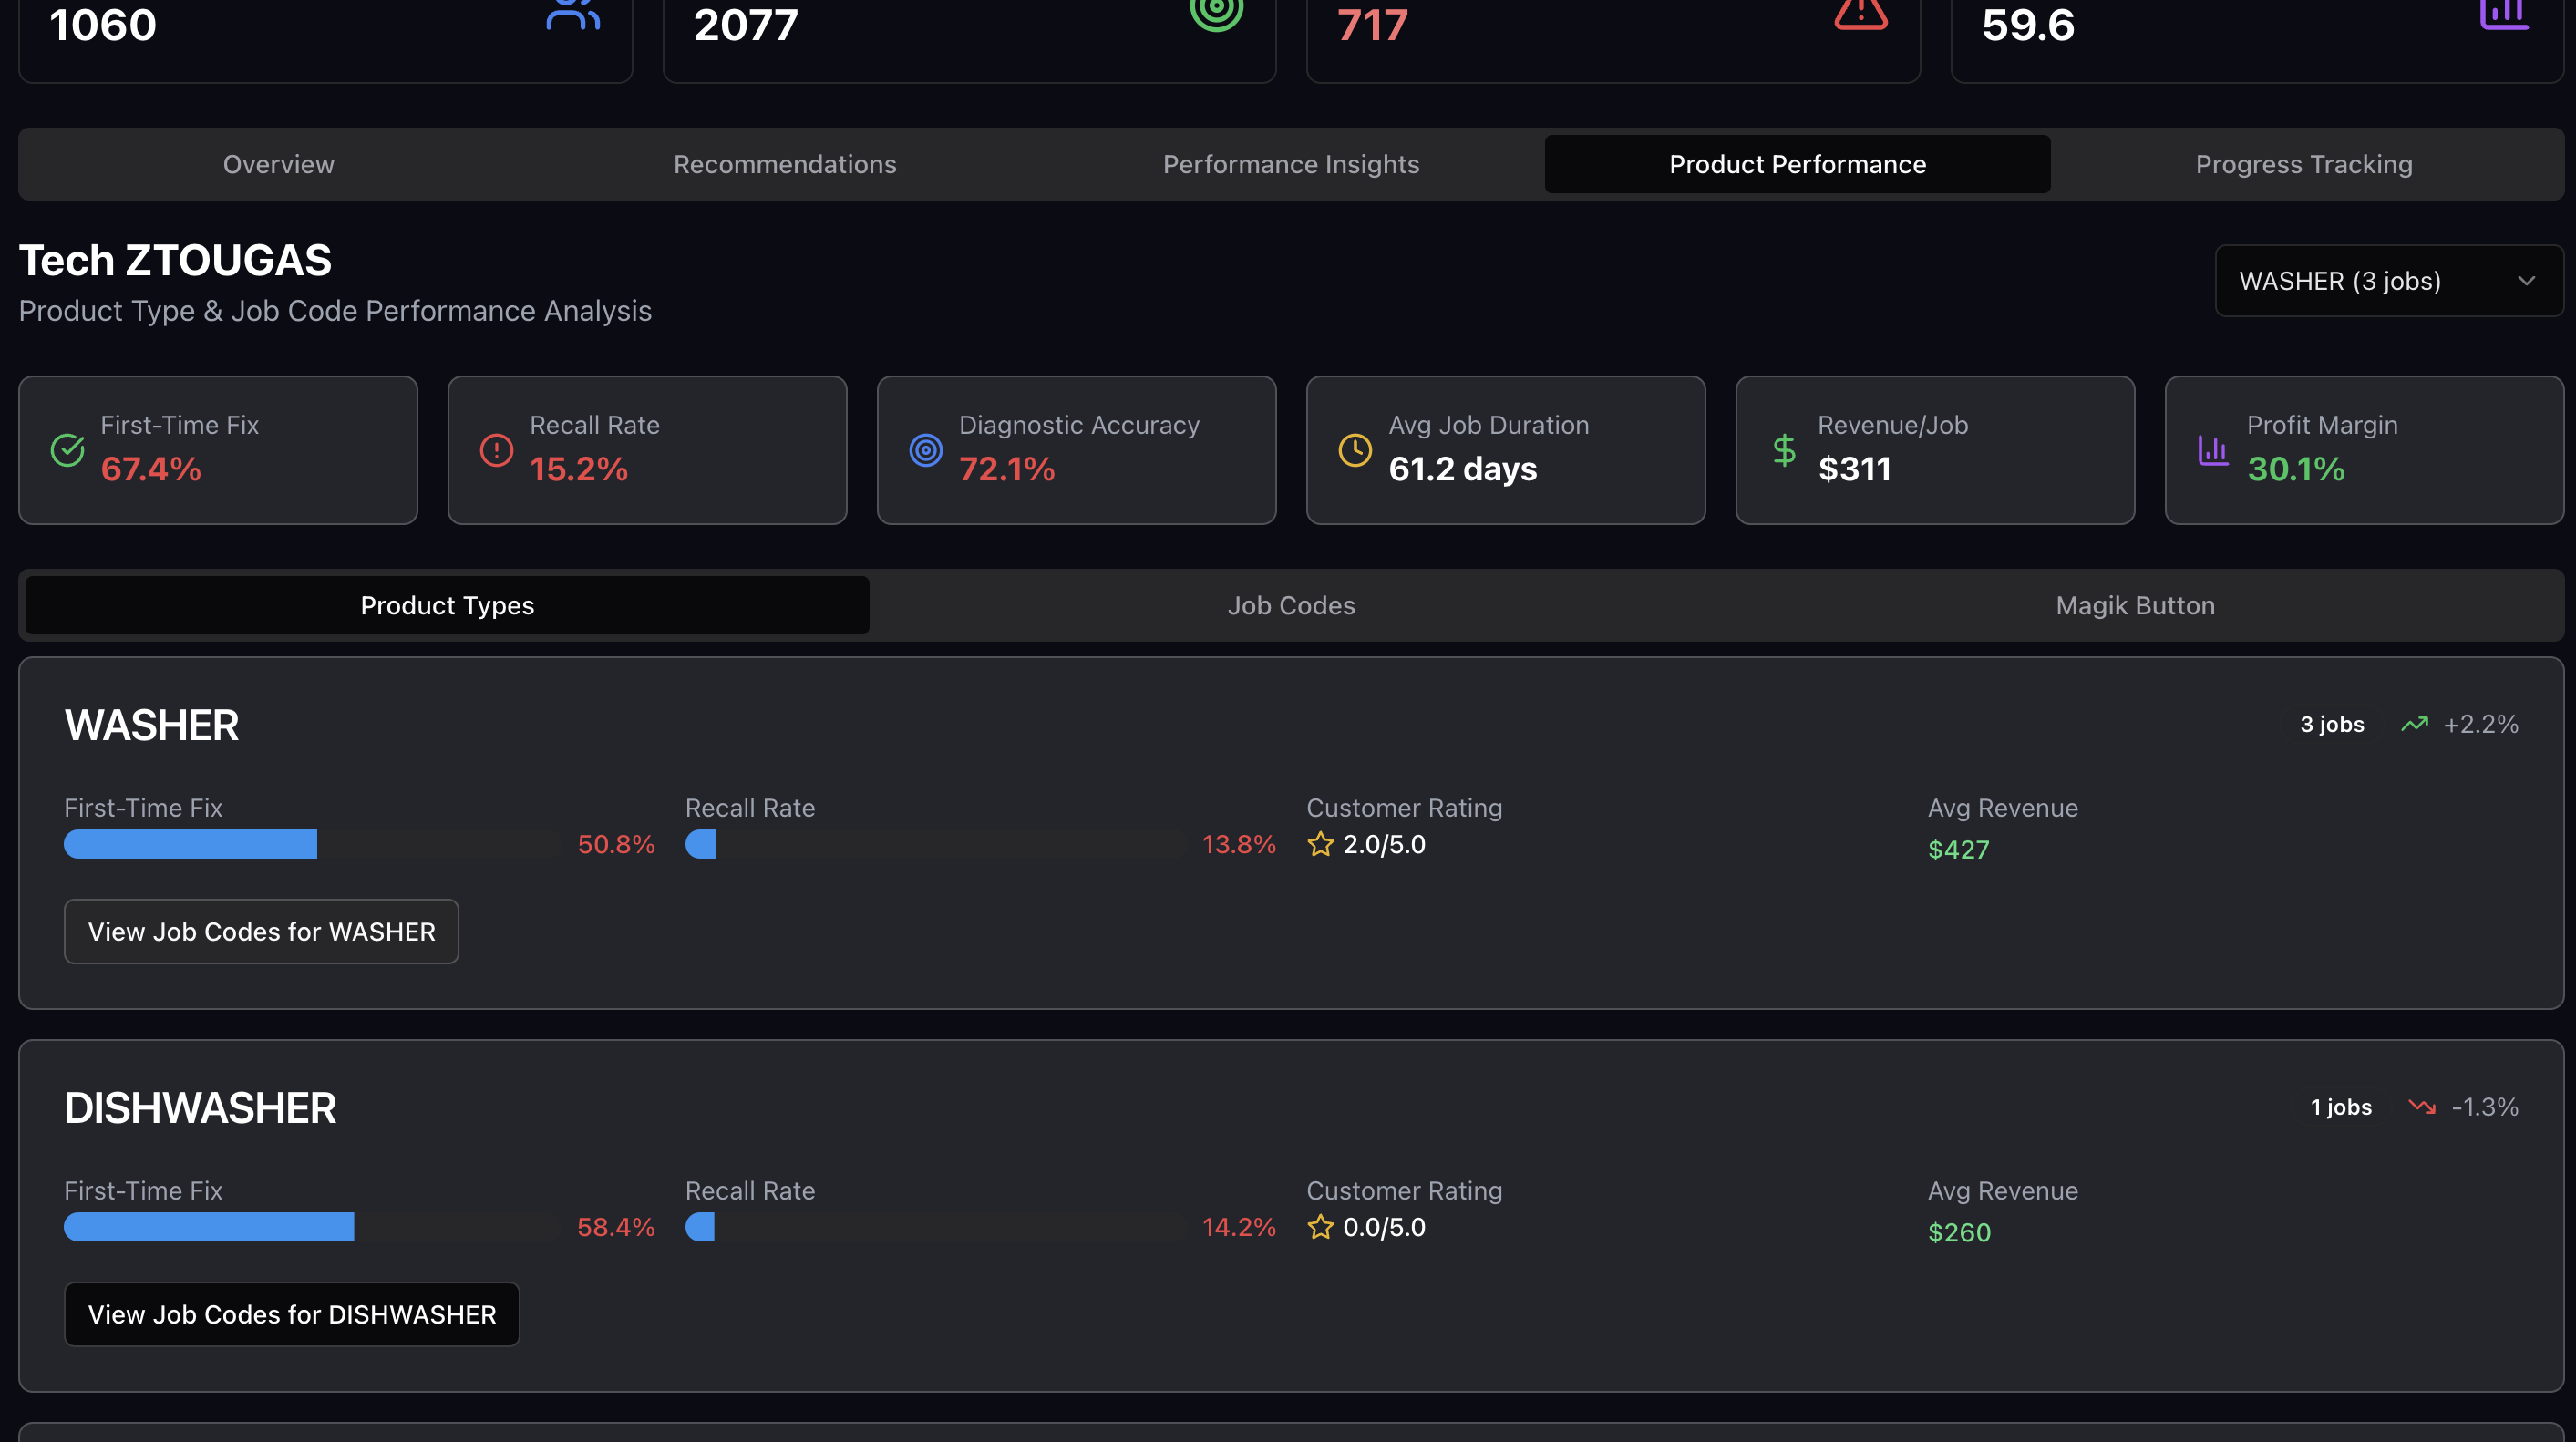 1060
2077
717
59.6
Overview
Recommendations
Performance Insights
Product Performance
Progress Tracking
Tech ZTOUGAS
Product Type & Job Code Performance Analysis
WASHER (3 jobs)
First-Time Fix
67.4%
Recall Rate
15.2%
Diagnostic Accuracy
72.1%
Avg Job Duration
61.2 days
Revenue/Job
$311
Profit Margin
30.1%
Product Types
Job Codes
Magik Button
WASHER
3 jobs
+2.2%
First-Time Fix
50.8%
Recall Rate
13.8%
Customer Rating
2.0/5.0
Avg Revenue
$427
View Job Codes for WASHER
DISHWASHER
1 jobs
-1.3%
First-Time Fix
58.4%
Recall Rate
14.2%
Customer Rating
0.0/5.0
Avg Revenue
$260
View Job Codes for DISHWASHER